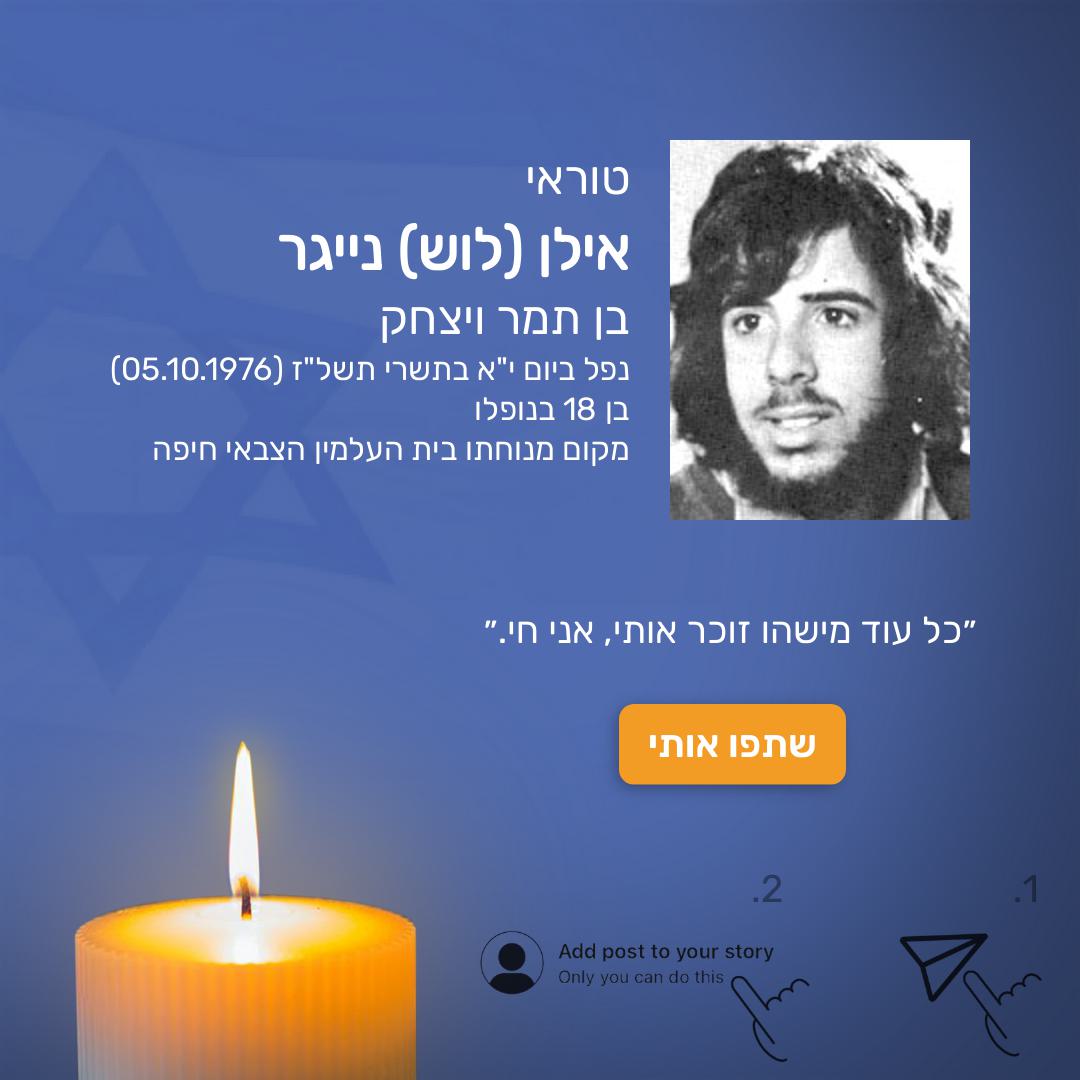 טוראי
אילן (לוש) נייגר
בן תמר ויצחק
נפל ביום י"א בתשרי תשל"ז (05.10.1976)
בן 18 בנופלו
מקום מנוחתו בית העלמין הצבאי חיפה
״כל עוד מישהו זוכר אותי, אני חי.״
שתפו אותי
1.
2.
Add post to your story
Only you can do this